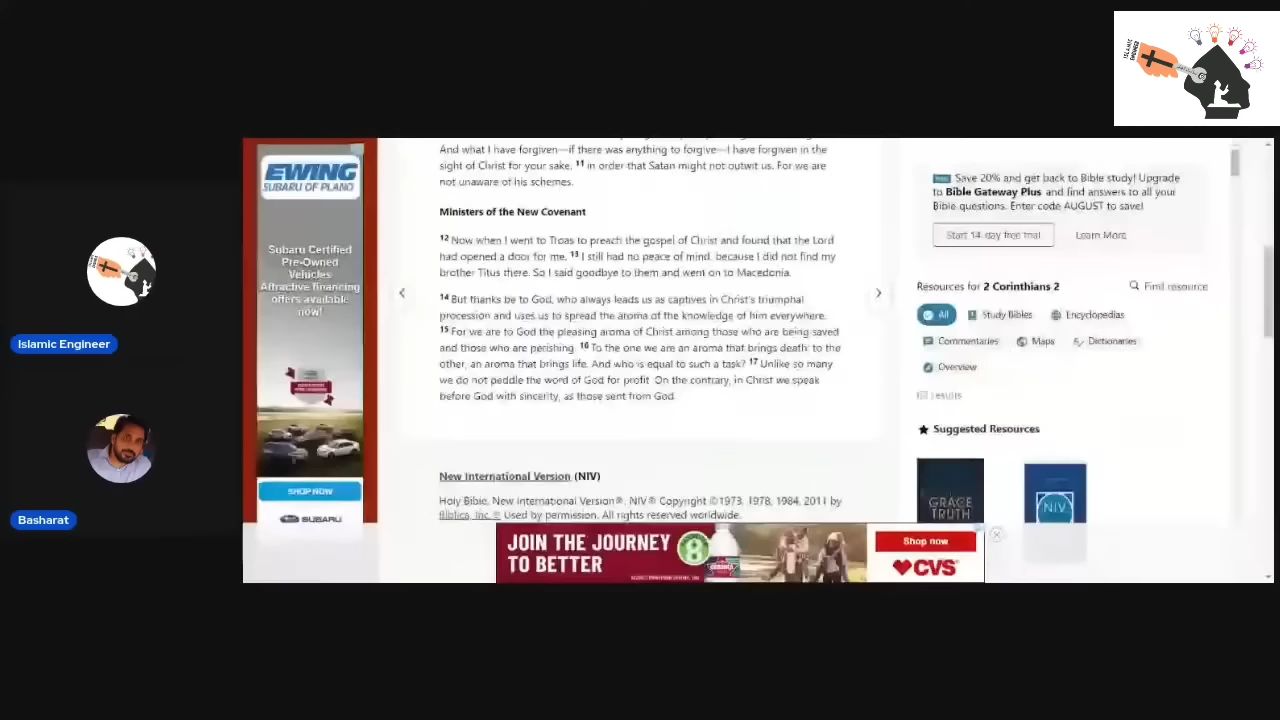 ISLAMIC
ENGINEER
EWING
SUBARU OF PLANO
Subaru Certified
Pre-Owned
Vehicles
Attractive financing
offers available
now!
SHOP NOW
SUBARU
And what I have forgiven—if there was anything to forgive—I have forgiven in the
sight of Christ for your sake, 11 in order that Satan might not outwit us. For we are
not unaware of his schemes.
Ministers of the New Covenant
12 Now when I went to Troas to preach the gospel of Christ and found that the Lord
had opened a door for me, 13 I still had no peace of mind, because I did not find my
brother Titus there. So I said goodbye to them and went on to Macedonia.
14 But thanks be to God, who always leads us as captives in Christ's triumphal
procession and uses us to spread the aroma of the knowledge of him everywhere.
15 For we are to God the pleasing aroma of Christ among those who are being saved
and those who are perishing. 16 To the one we are an aroma that brings death; to the
other, an aroma that brings life. And who is equal to such a task? 17 Unlike so many
we do not peddle the word of God for profit. On the contrary, in Christ we speak
before God with sincerity, as those sent from God.
New International Version (NIV)
Holy Bible, New International Version®, NIV® Copyright ©1973, 1978, 1984, 2011 by
Biblica, Inc.® Used by permission. All rights reserved worldwide.
Save 20% and get back to Bible study! Upgrade
to Bible Gateway Plus and find answers to all your
Bible questions. Enter code AUGUST to save!
Start 14-day free trial
Learn More
Resources for 2 Corinthians 2
Find resource
All
Study Bibles
Encyclopedias
Commentaries
Maps
Dictionaries
Overview
results
Suggested Resources
GRACE
TRUTH
NIV
JOIN THE JOURNEY
TO BETTER
8
Shop now
CVS
Islamic Engineer
Basharat